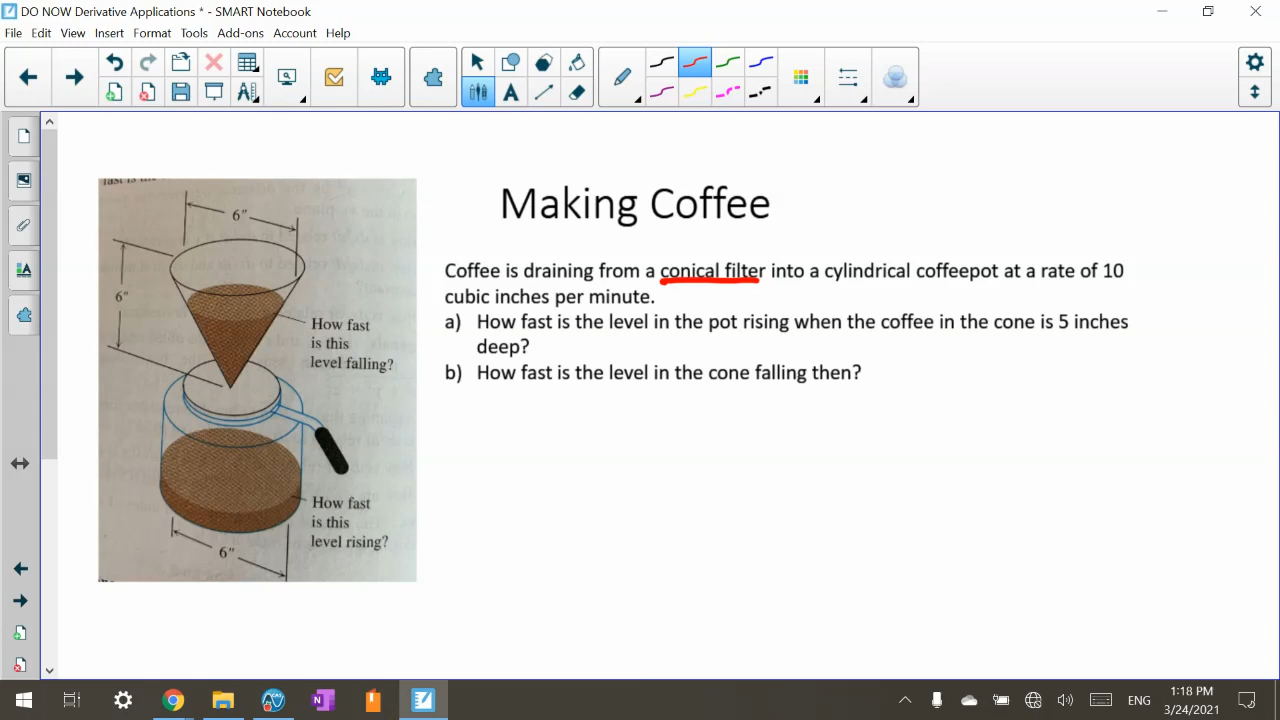 DO NOW Derivative Applications * - SMART Notebook
File Edit View Insert Format Tools Add-ons Account Help
Making Coffee
6"
Coffee is draining from a conical filter into a cylindrical coffeepot at a rate of 10
cubic inches per minute.
6"
a) How fast is the level in the pot rising when the coffee in the cone is 5 inches
deep?
b) How fast is the level in the cone falling then?
How fast
is this
level falling?
How fast
is this
level rising?
6"
ENG
1:18 PM
3/24/2021